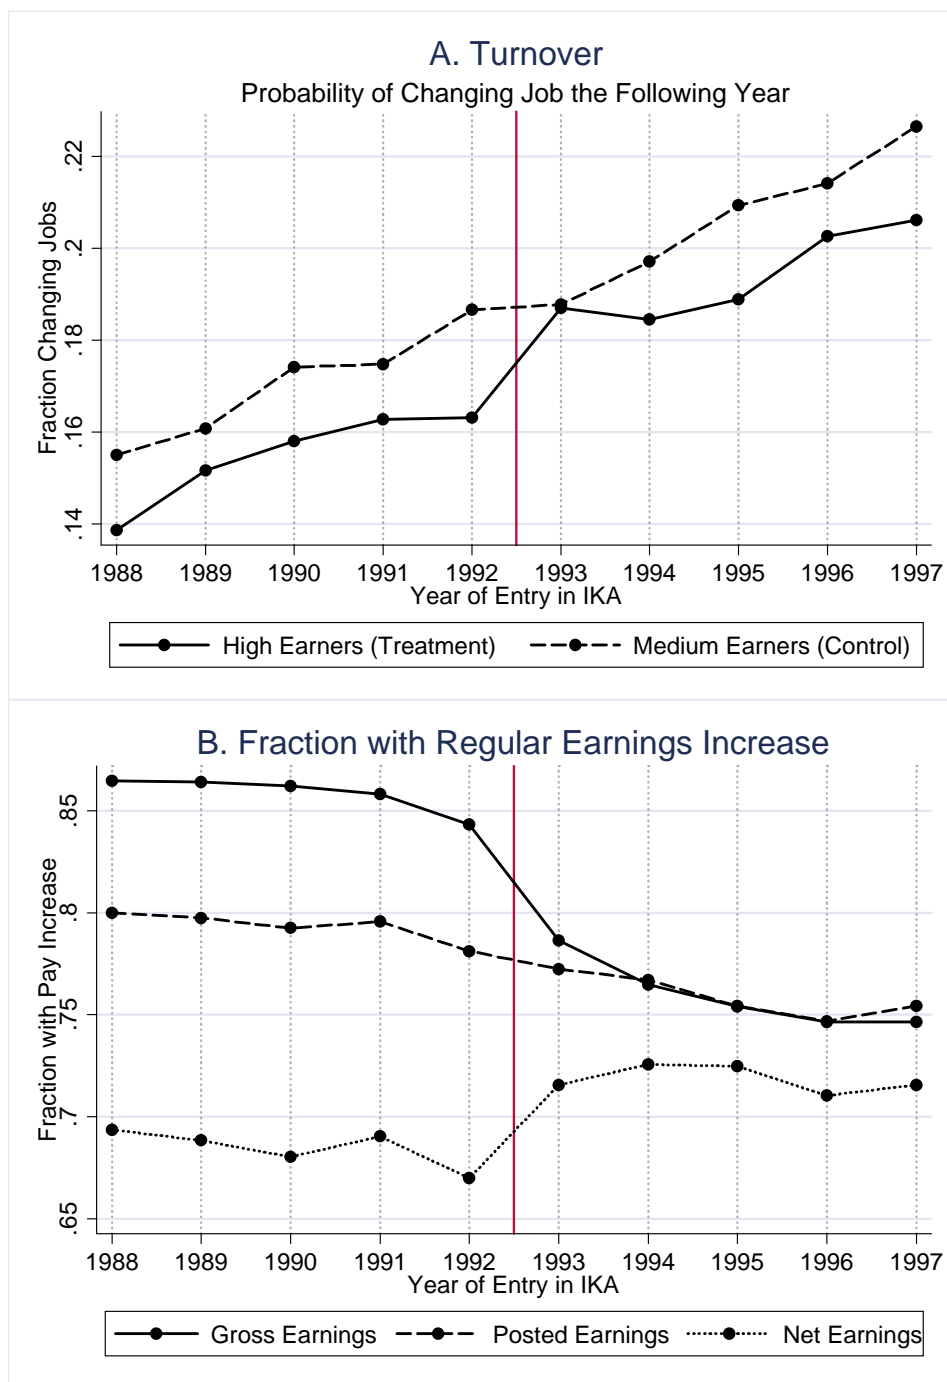 A. Turnover
Probability of Changing Job the Following Year
Fraction Changing Jobs
.22
.2
.18
.16
.14
1988 1989 1990 1991 1992 1993 1994 1995 1996 1997
Year of Entry in IKA
High Earners (Treatment) Medium Earners (Control)
B. Fraction with Regular Earnings Increase
Fraction with Pay Increase
.85
.8
.75
.7
.65
1988 1989 1990 1991 1992 1993 1994 1995 1996 1997
Year of Entry in IKA
Gross Earnings Posted Earnings Net Earnings